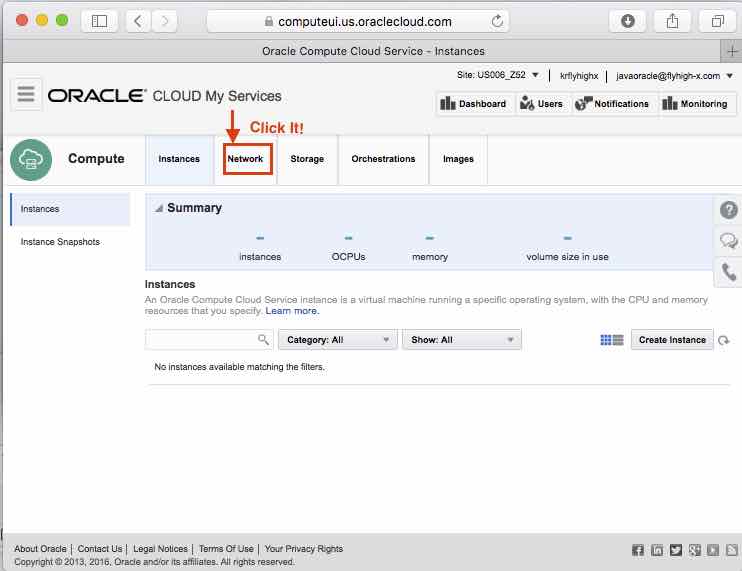 computeui.us.oraclecloud.com
Oracle Compute Cloud Service - Instances
Site: US006_Z52 krflyhighx javaoracle@flyhigh-x.com
ORACLE CLOUD My Services
Dashboard Users Notifications Monitoring
Click It!
Compute Instances Network Storage Orchestrations Images
Instances
Instance Snapshots
Summary
instances OCPUs memory volume size in use
Instances
An Oracle Compute Cloud Service instance is a virtual machine running a specific operating system, with the CPU and memory
resources that you specify. Learn more.
Category: All Show: All Create Instance
No instances available matching the filters.
About Oracle | Contact Us | Legal Notices | Terms Of Use | Your Privacy Rights
Copyright © 2013, 2016, Oracle and/or its affiliates. All rights reserved.